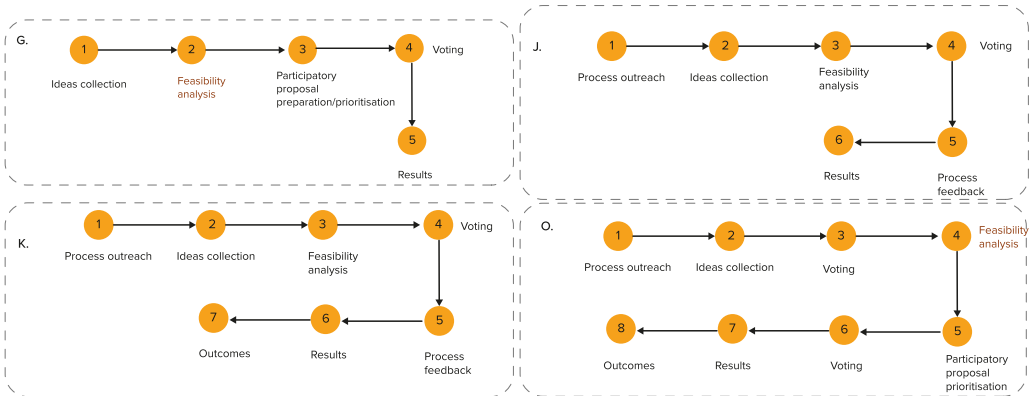 G.
1
2
3
4
Voting
Ideas collection
Feasibility
analysis
Participatory
proposal
preparation/prioritisation
5
Results
J.
1
2
3
4
Voting
Process outreach
Ideas collection
Feasibility
analysis
6
5
Results
Process
feedback
K.
1
2
3
4
Voting
Process outreach
Ideas collection
Feasibility
analysis
7
6
5
Outcomes
Results
Process
feedback
O.
1
2
3
4
Feasibility
analysis
Process outreach
Ideas collection
Voting
8
7
6
5
Outcomes
Results
Voting
Participatory
proposal
prioritisation